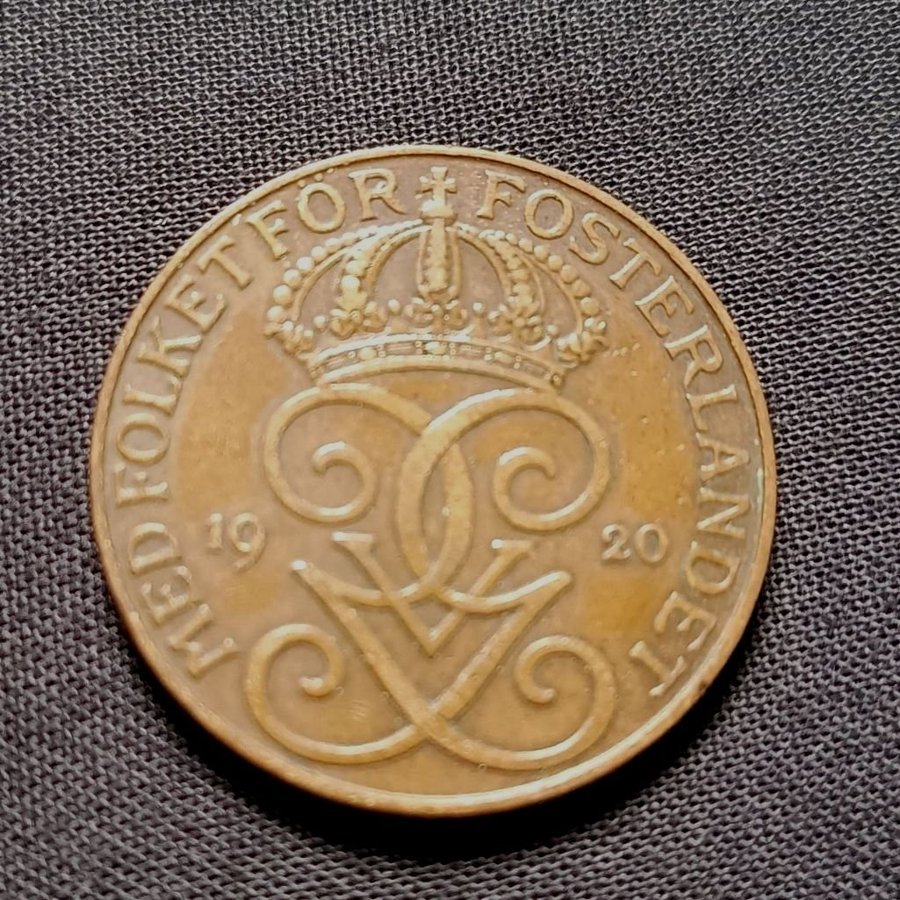 MED FOLKET FÖR FOSTERLANDET
19 20